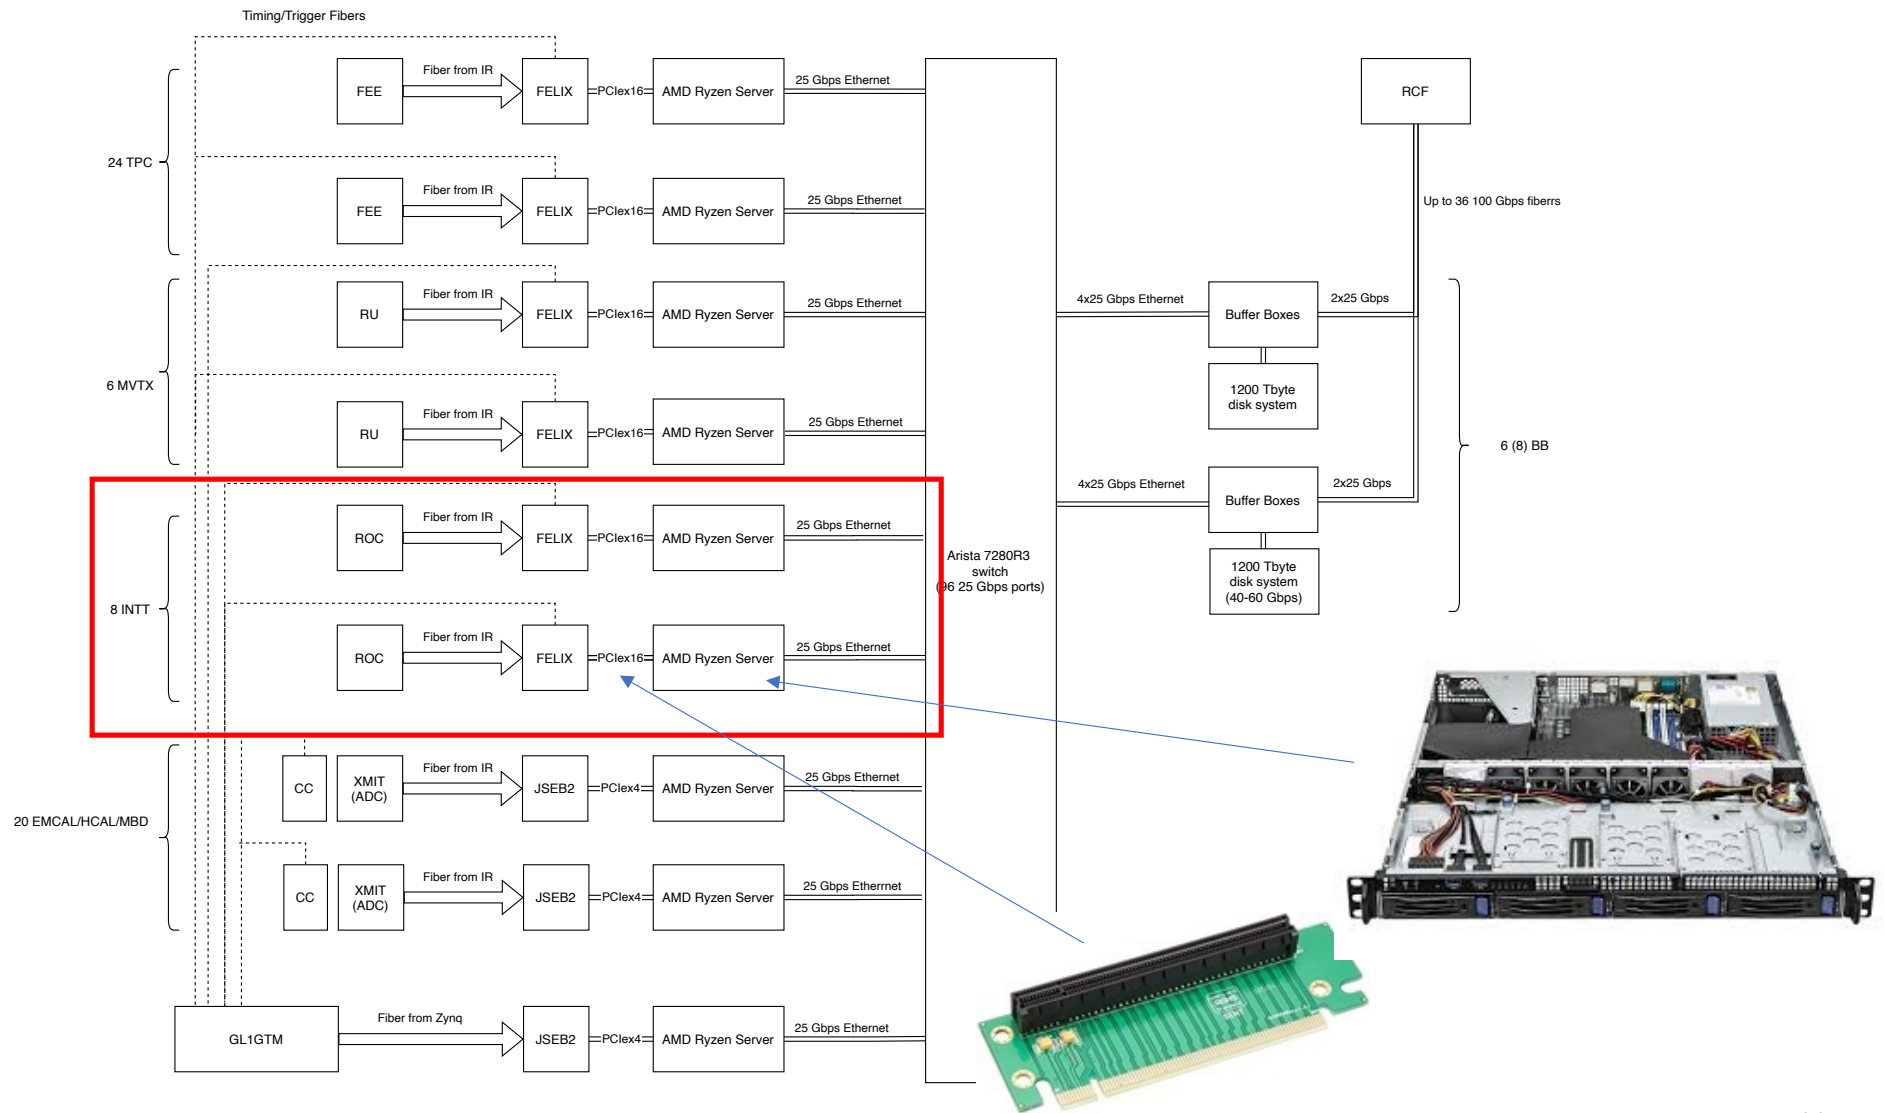 Timing/Trigger Fibers
24 TPC
FEE
Fiber from IR
FELIX
PCIex16
AMD Ryzen Server
25 Gbps Ethernet
FEE
Fiber from IR
FELIX
PCIex16
AMD Ryzen Server
25 Gbps Ethernet
6 MVTX
RU
Fiber from IR
FELIX
PCIex16
AMD Ryzen Server
25 Gbps Ethernet
RU
Fiber from IR
FELIX
PCIex16
AMD Ryzen Server
25 Gbps Ethernet
8 INTT
ROC
Fiber from IR
FELIX
PCIex16
AMD Ryzen Server
25 Gbps Ethernet
ROC
Fiber from IR
FELIX
PCIex16
AMD Ryzen Server
25 Gbps Ethernet
20 EMCAL/HCAL/MBD
CC
XMIT
(ADC)
Fiber from IR
JSEB2
PCIex4
AMD Ryzen Server
25 Gbps Ethernet
CC
XMIT
(ADC)
Fiber from IR
JSEB2
PCIex4
AMD Ryzen Server
25 Gbps Etherrnet
GL1GTM
Fiber from Zynq
JSEB2
PCIex4
AMD Ryzen Server
25 Gbps Ethernet
Arista 7280R3
switch
(96 25 Gbps ports)
RCF
Up to 36 100 Gbps fiberrs
4x25 Gbps Ethernet
Buffer Boxes
2x25 Gbps
1200 Tbyte
disk system
4x25 Gbps Ethernet
Buffer Boxes
2x25 Gbps
1200 Tbyte
disk system
(40-60 Gbps)
6 (8) BB